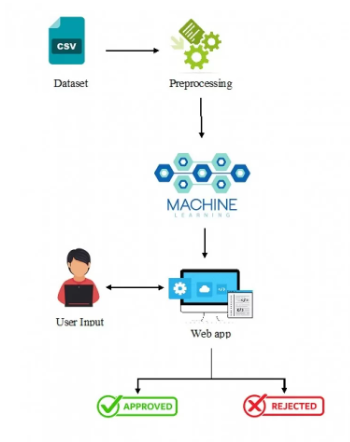 CSV
Dataset
Preprocessing
MACHINE
LEARNING
User Input
Web app
APPROVED
REJECTED